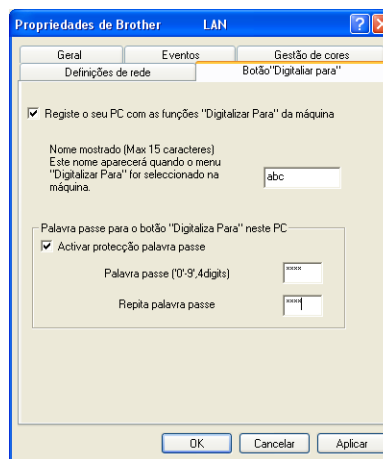 Propriedades de Brother LAN
Geral Eventos Gestão de cores
Definições de rede Botão"Digitaliar para"
Registe o seu PC com as funções "Digitalizar Para" da máquina
Nome mostrado (Max 15 caracteres)
Este nome aparecerá quando o menu
"Digitalizar Para" for seleccionado na
máquina.
abc
Palavra passe para o botão "Digitaliza Para" neste PC
Activar protecção palavra passe
Palavra passe ('0'-'9',4digits) ****
Repita palavra passe ****
OK Cancelar Aplicar